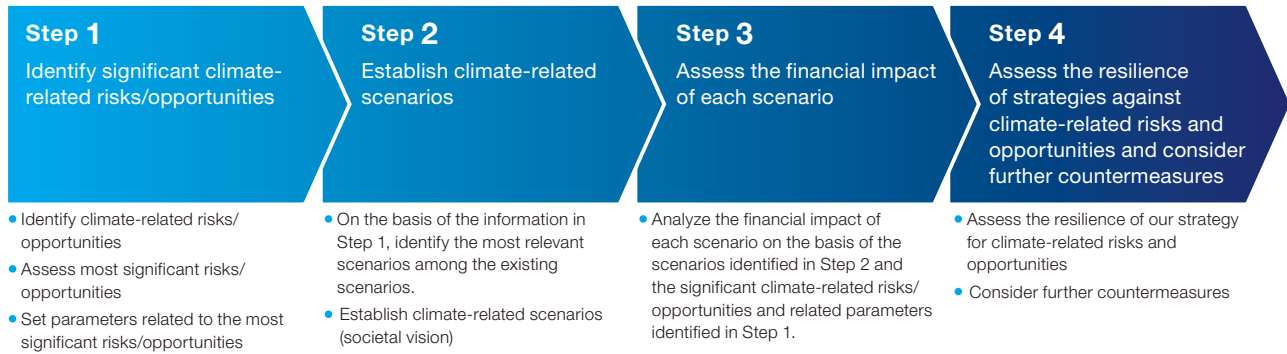 Step 1
Identify significant climate-
related risks/opportunities
• Identify climate-related risks/
opportunities
• Assess most significant risks/
opportunities
• Set parameters related to the most
significant risks/opportunities
Step 2
Establish climate-related
scenarios
• On the basis of the information in
Step 1, identify the most relevant
scenarios among the existing
scenarios.
• Establish climate-related scenarios
(societal vision)
Step 3
Assess the financial impact
of each scenario
• Analyze the financial impact of
each scenario on the basis of the
scenarios identified in Step 2 and
the significant climate-related risks/
opportunities and related parameters
identified in Step 1.
Step 4
Assess the resilience
of strategies against
climate-related risks and
opportunities and consider
further countermeasures
• Assess the resilience of our strategy
for climate-related risks and
opportunities
• Consider further countermeasures